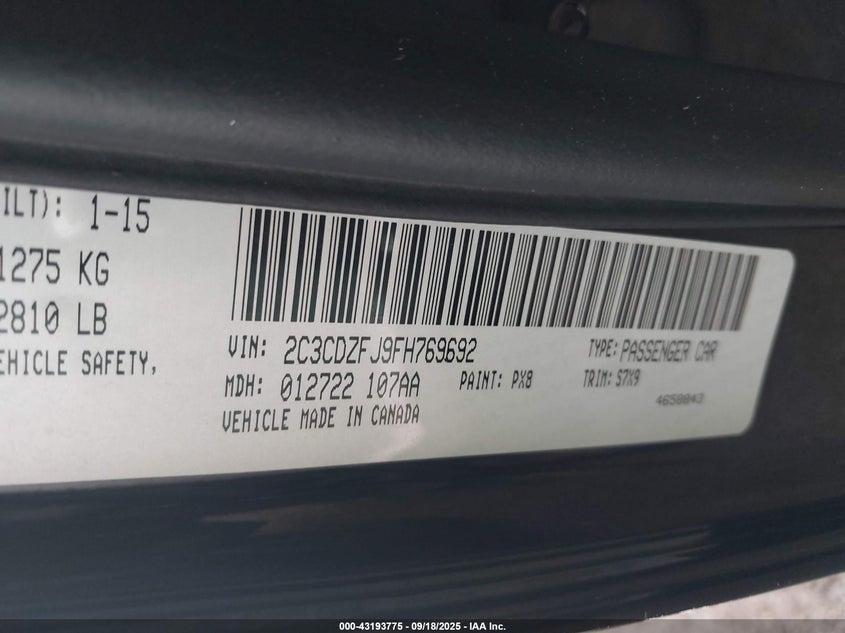 ILT): 1-15
1275 KG
2810 LB
EHICLE SAFETY,
VIN: 2C3CDZFJ9FH769692
TYPE: PASSENGER CAR
MDH: 012722 107AA
PAINT: PX8
TRIM: S7X9
VEHICLE MADE IN CANADA
4658843
000-43193775 - 09/18/2025 - IAA Inc.